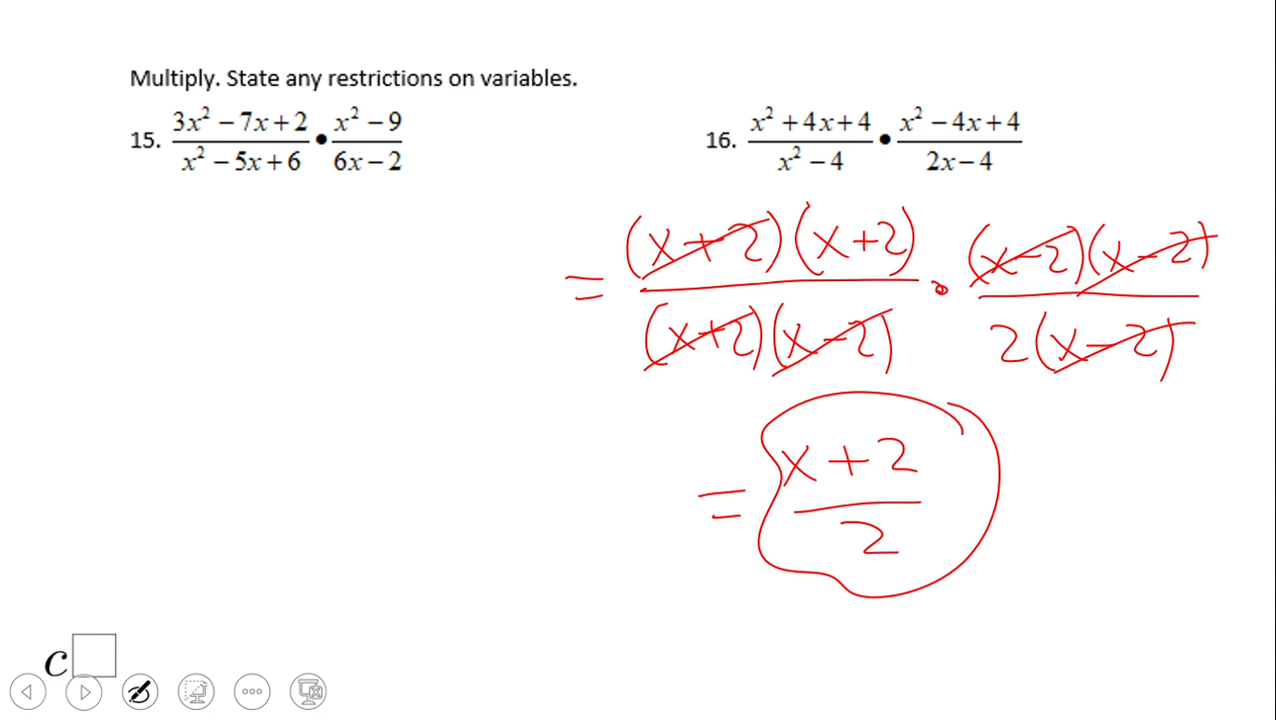 Multiply. State any restrictions on variables.
15. (3x² − 7x + 2)/(x² − 5x + 6) • (x² − 9)/(6x − 2)
16. (x² + 4x + 4)/(x² − 4) • (x² − 4x + 4)/(2x − 4)
= ((x+2)(x+2))/((x+2)(x−2)) • ((x−2)(x−2))/(2(x−2))
= (x+2)/2
c